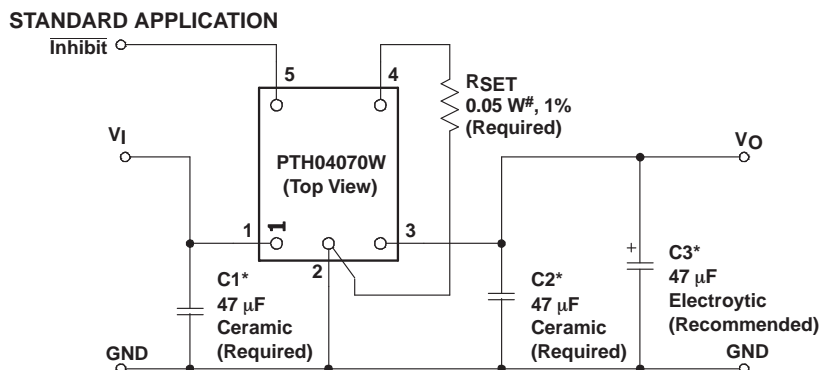 STANDARD APPLICATION
Inhibit
5
4
RSET
0.05 W#, 1%
(Required)
VI
PTH04070W
(Top View)
VO
1
1
3
2
C1*
47 μF
Ceramic
(Required)
C2*
47 μF
Ceramic
(Required)
+
C3*
47 μF
Electroytic
(Recommended)
GND
GND